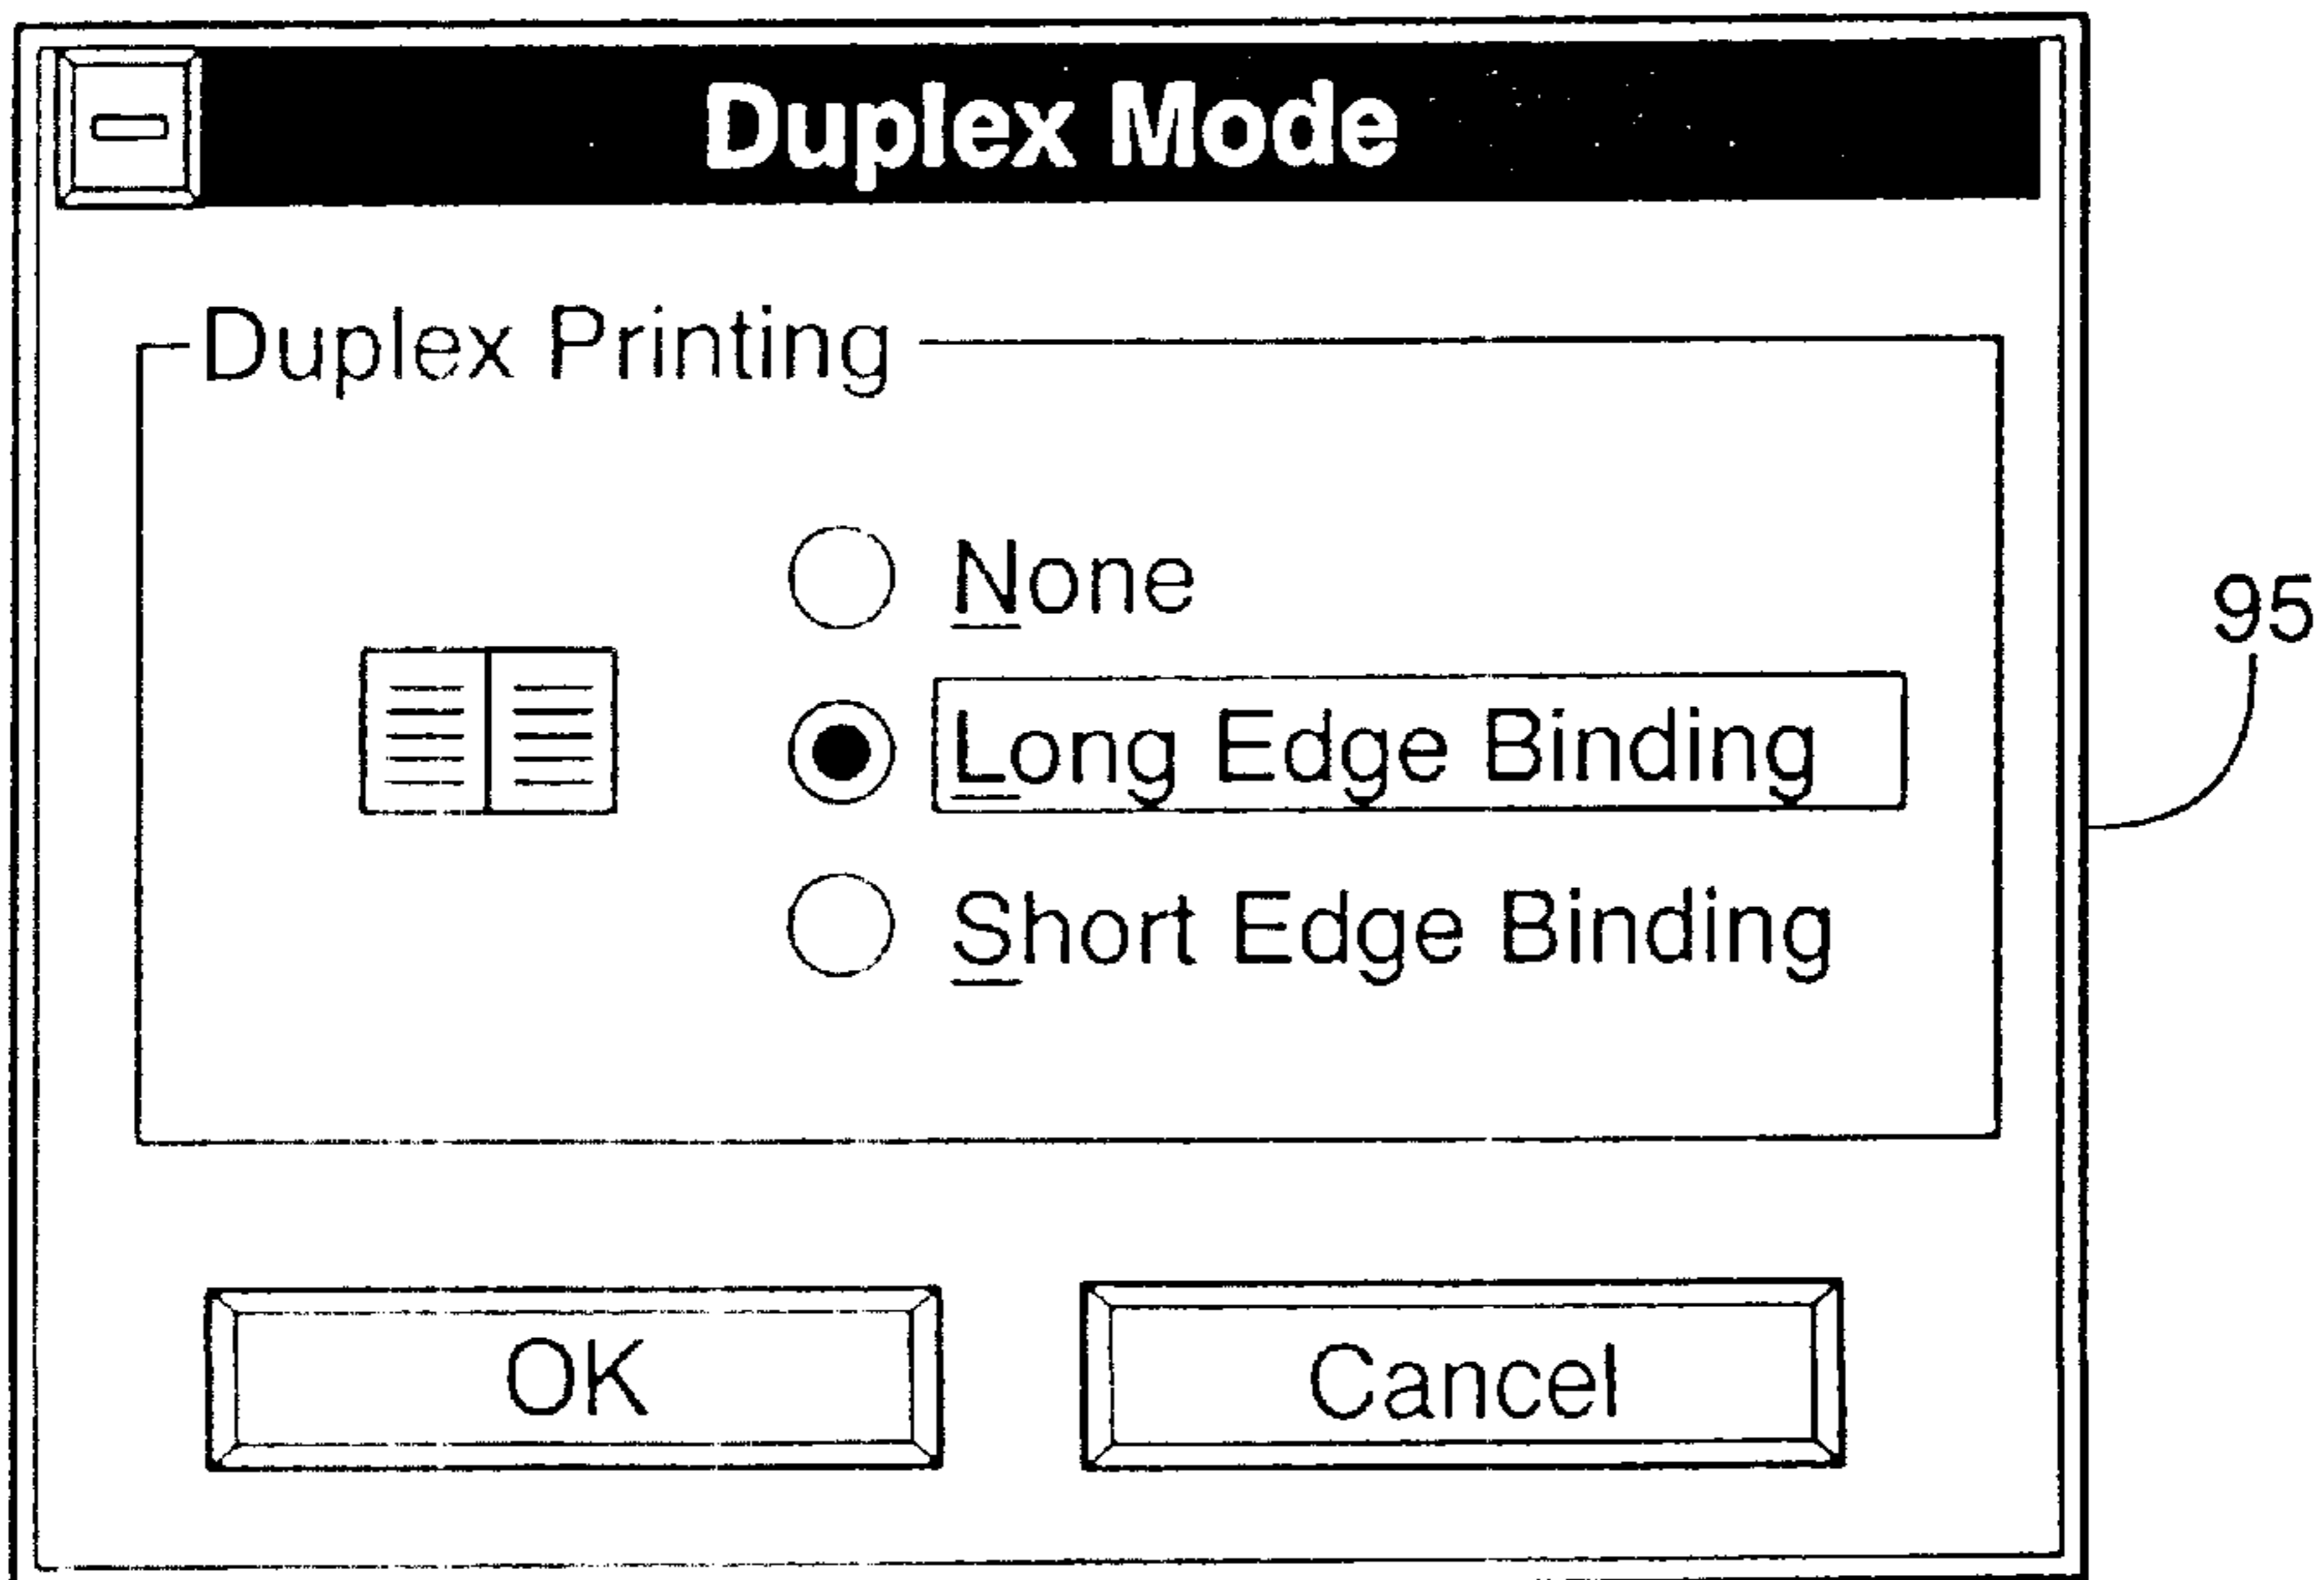 Duplex Mode
Duplex Printing
None
95
Long Edge Binding
Short Edge Binding
OK
Cancel